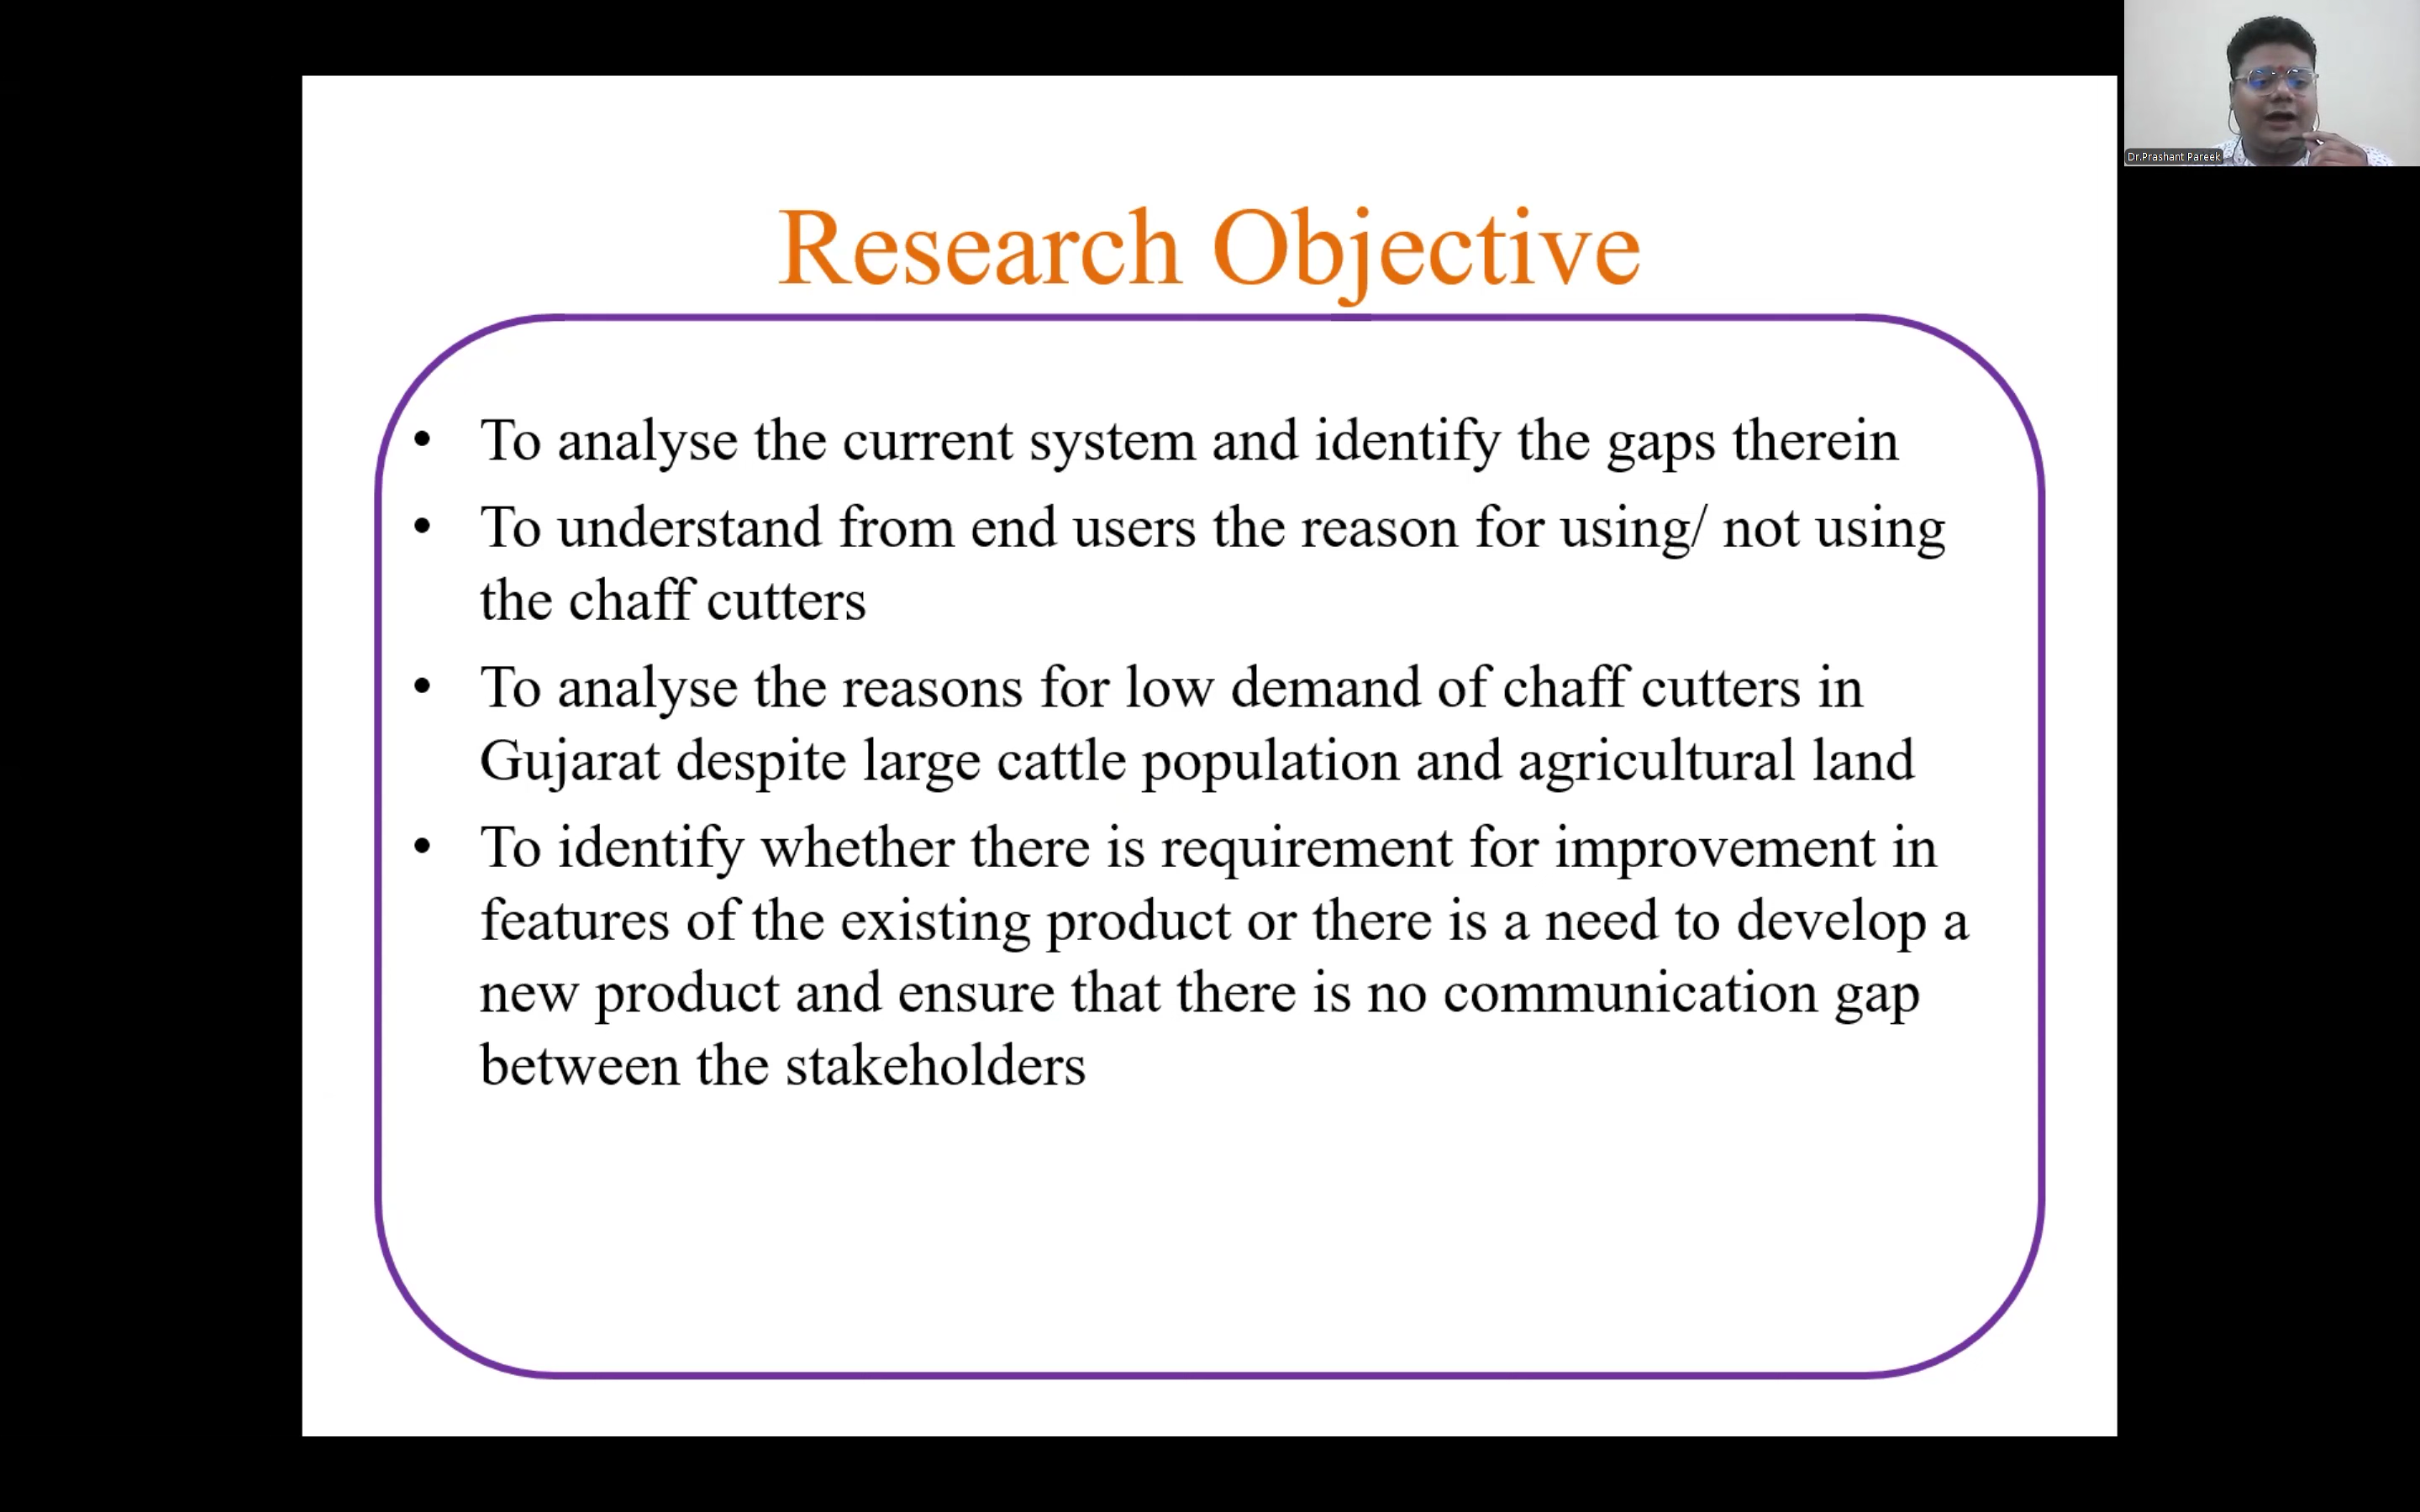 Research Objective
• To analyse the current system and identify the gaps therein
• To understand from end users the reason for using/ not using
the chaff cutters
• To analyse the reasons for low demand of chaff cutters in
Gujarat despite large cattle population and agricultural land
• To identify whether there is requirement for improvement in
features of the existing product or there is a need to develop a
new product and ensure that there is no communication gap
between the stakeholders
Dr.Prashant Pareek